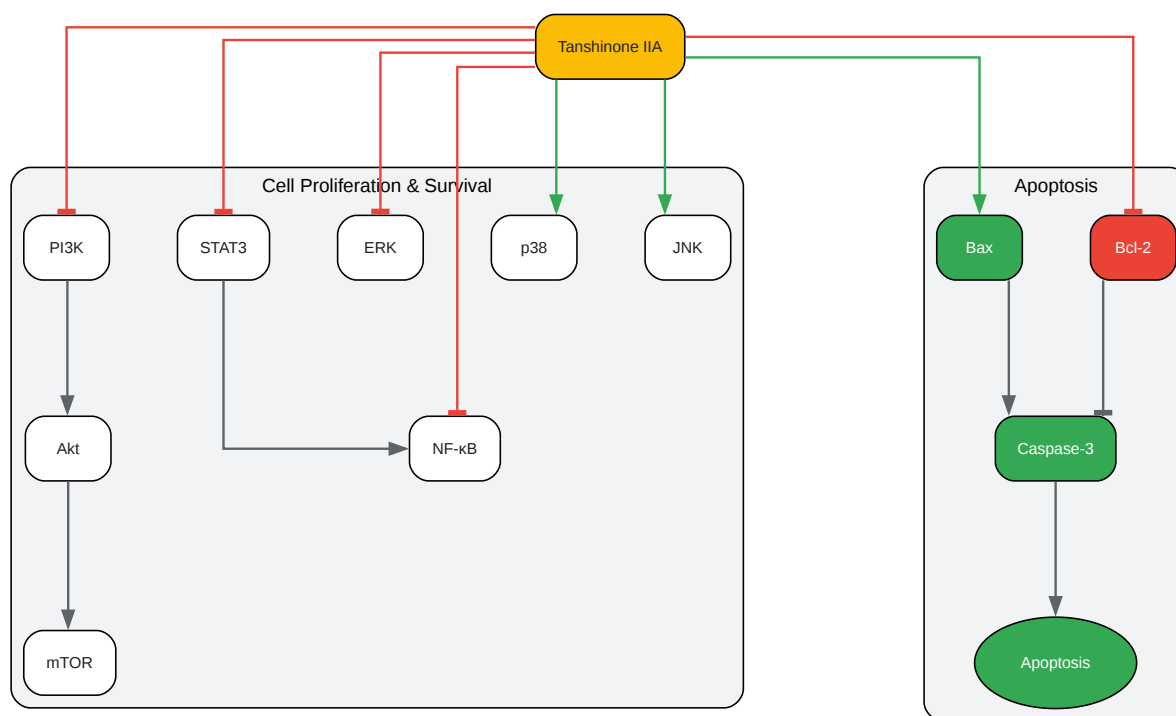 Tanshinone IIA
Cell Proliferation & Survival
Apoptosis
PI3K
STAT3
ERK
p38
JNK
Bax
Bcl-2
Akt
NF-κB
Caspase-3
mTOR
Apoptosis